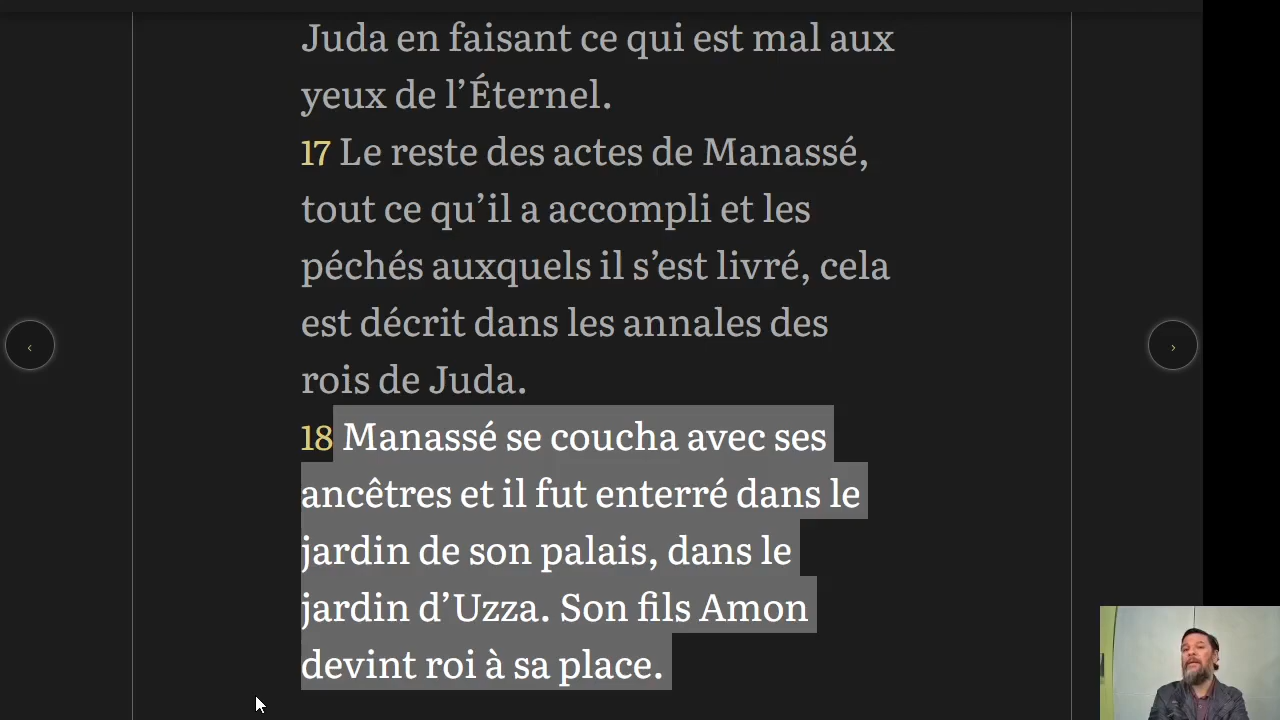 Juda en faisant ce qui est mal aux
yeux de l’Éternel.
17 Le reste des actes de Manassé,
tout ce qu’il a accompli et les
péchés auxquels il s’est livré, cela
est décrit dans les annales des
rois de Juda.
18 Manassé se coucha avec ses
ancêtres et il fut enterré dans le
jardin de son palais, dans le
jardin d’Uzza. Son fils Amon
devint roi à sa place.